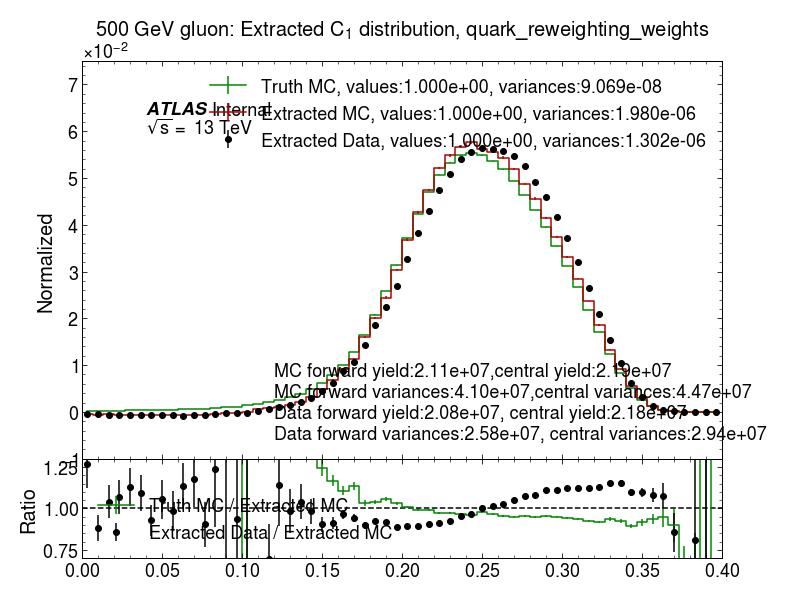 500 GeV gluon: Extracted C₁ distribution, quark_reweighting_weights
×10⁻²
Truth MC, values:1.000e+00, variances:9.069e-08
ATLAS Internal
Extracted MC, values:1.000e+00, variances:1.980e-06
√s = 13 TeV
Extracted Data, values:1.000e+00, variances:1.302e-06
7
6
5
4
3
2
1
0
Normalized
MC forward yield:2.11e+07,central yield:2.19e+07
MC forward variances:4.10e+07,central variances:4.47e+07
Data forward yield:2.08e+07, central yield:2.18e+07
Data forward variances:2.58e+07, central variances:2.94e+07
1.25
1.00
0.75
Ratio
Truth MC / Extracted MC
Extracted Data / Extracted MC
0.00 0.05 0.10 0.15 0.20 0.25 0.30 0.35 0.40